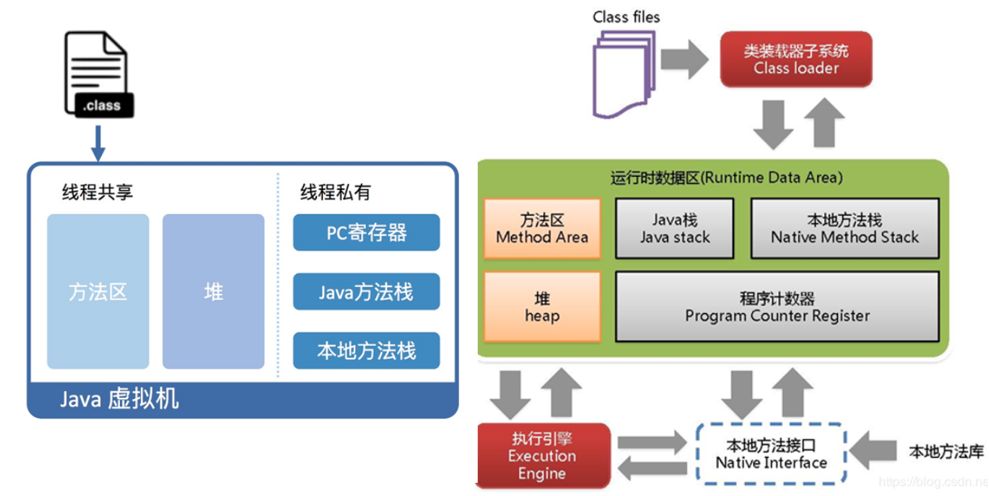 .class
线程共享
线程私有
方法区
堆
PC寄存器
Java方法栈
本地方法栈
Java 虚拟机
Class files
类装载器子系统
Class loader
运行时数据区(Runtime Data Area)
方法区
Method Area
Java栈
Java stack
本地方法栈
Native Method Stack
堆
heap
程序计数器
Program Counter Register
执行引擎
Execution
Engine
本地方法接口
Native Interface
本地方法库
https://blog.csdn.ne